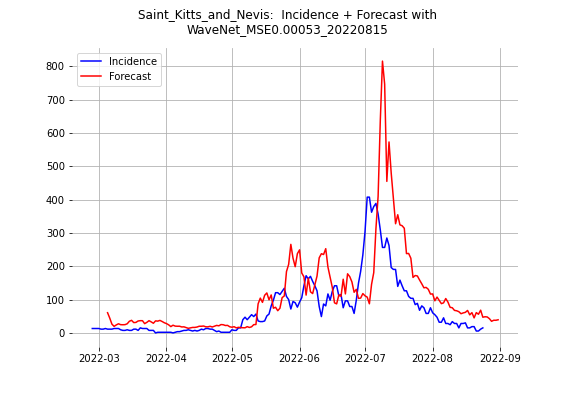 Saint_Kitts_and_Nevis:  Incidence + Forecast with
WaveNet_MSE0.00053_20220815
Incidence
Forecast
800
700
600
500
400
300
200
100
0
2022-03 2022-04 2022-05 2022-06 2022-07 2022-08 2022-09